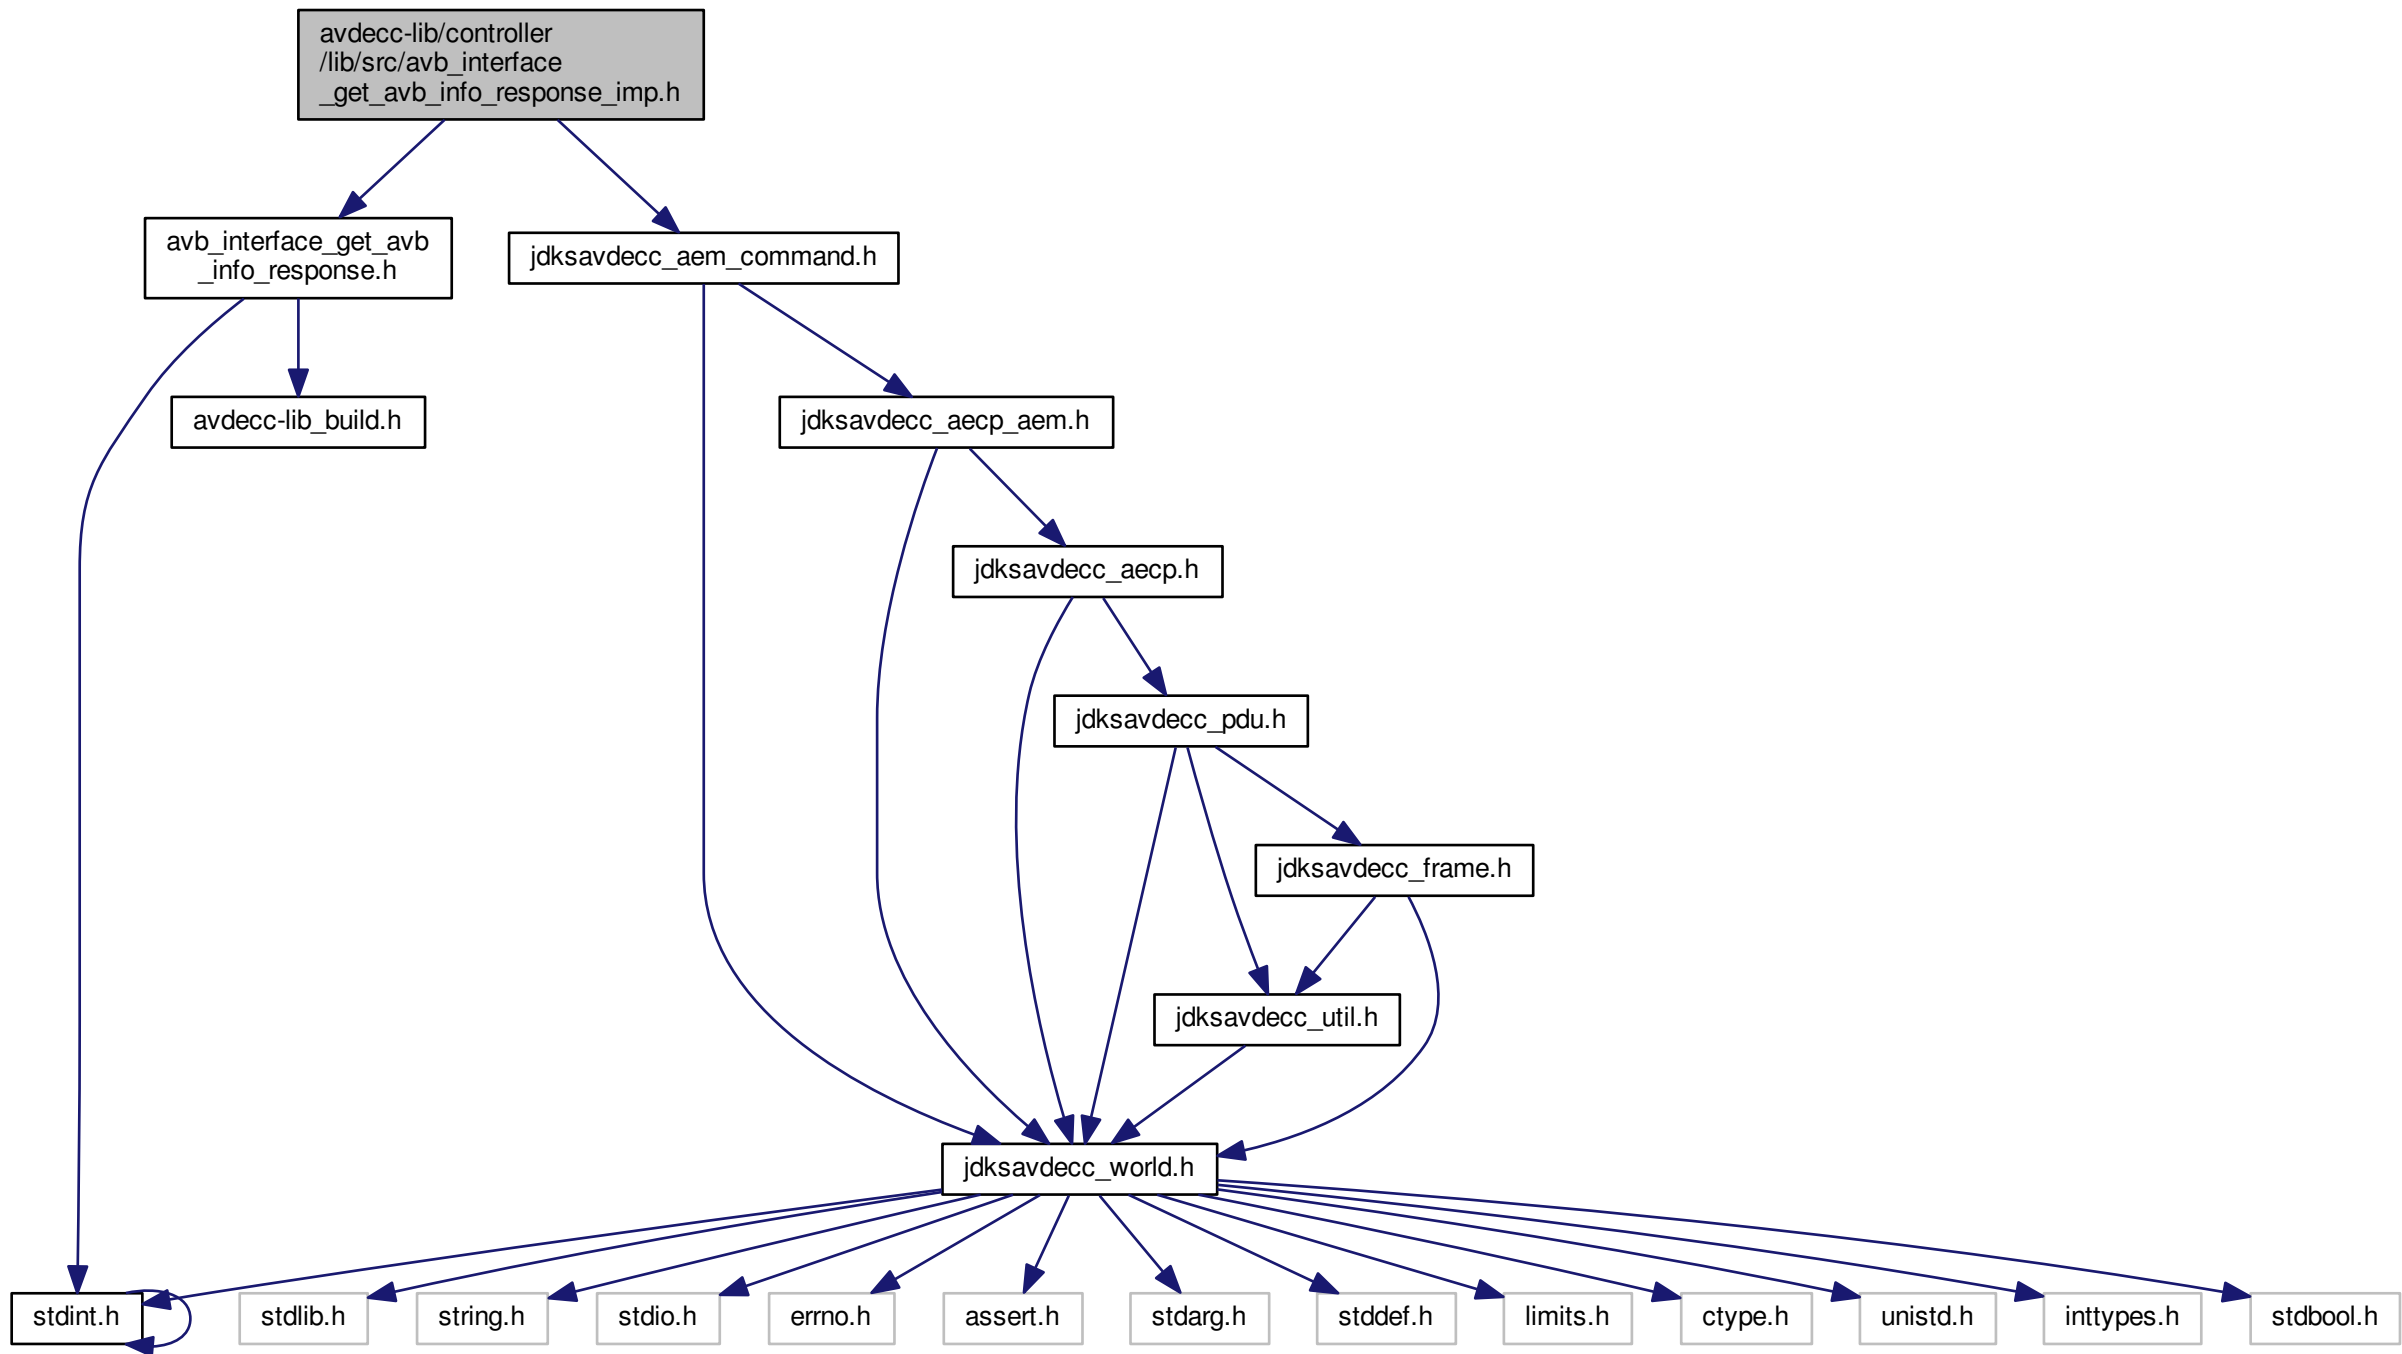 avdecc-lib/controller
/lib/src/avb_interface
_get_avb_info_response_imp.h
avb_interface_get_avb
_info_response.h
jdksavdecc_aem_command.h
avdecc-lib_build.h
jdksavdecc_aecp_aem.h
jdksavdecc_aecp.h
jdksavdecc_pdu.h
jdksavdecc_frame.h
jdksavdecc_util.h
jdksavdecc_world.h
stdint.h
stdlib.h
string.h
stdio.h
errno.h
assert.h
stdarg.h
stddef.h
limits.h
ctype.h
unistd.h
inttypes.h
stdbool.h